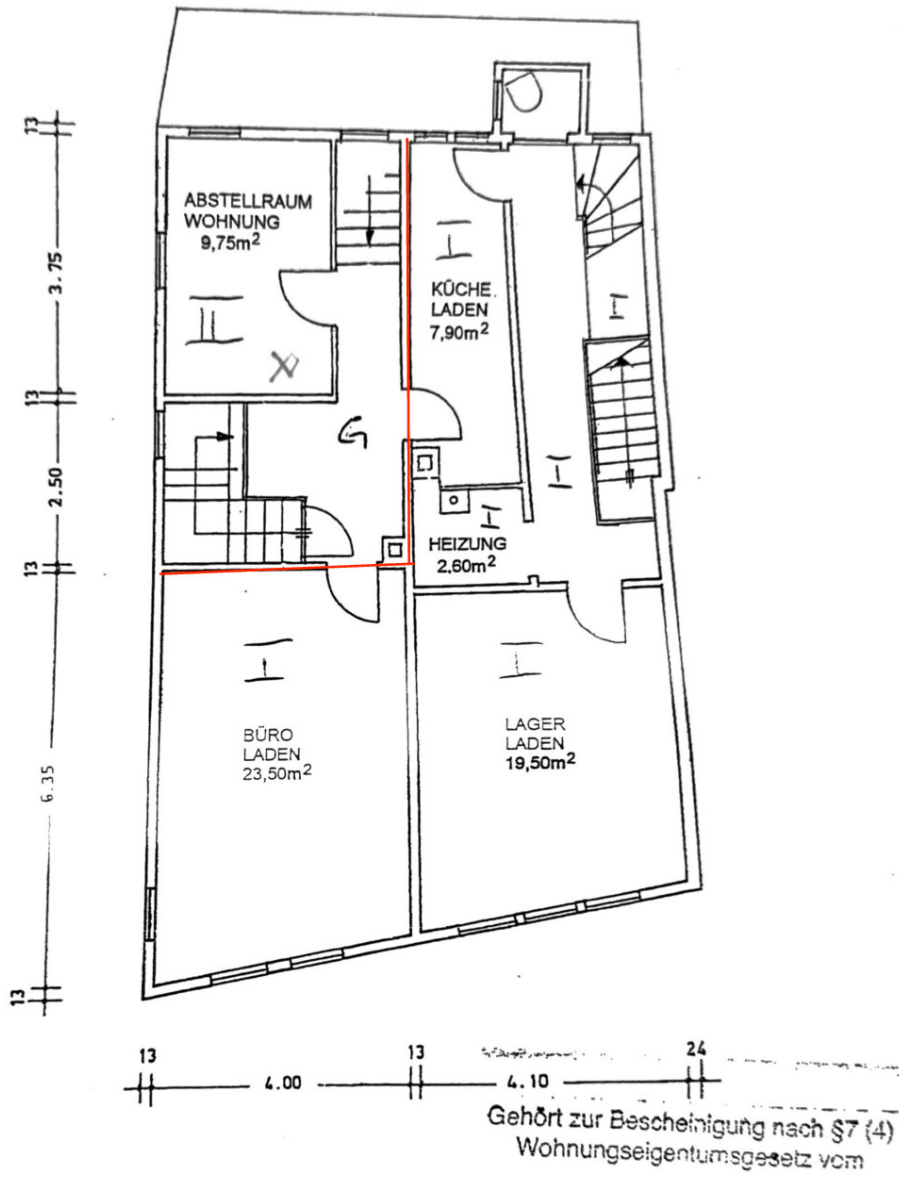 13
3.75
13
2.50
13
6.35
13
ABSTELLRAUM
WOHNUNG
9,75m²
II
X
KÜCHE
LADEN
7,90m²
I
I
I
G
HEIZUNG
2,60m²
I
I
BÜRO
LADEN
23,50m²
I
LAGER
LADEN
19,50m²
13
4.00
13
4.10
24
Gehört zur Bescheinigung nach §7 (4)
Wohnungseigentumsgesetz vom